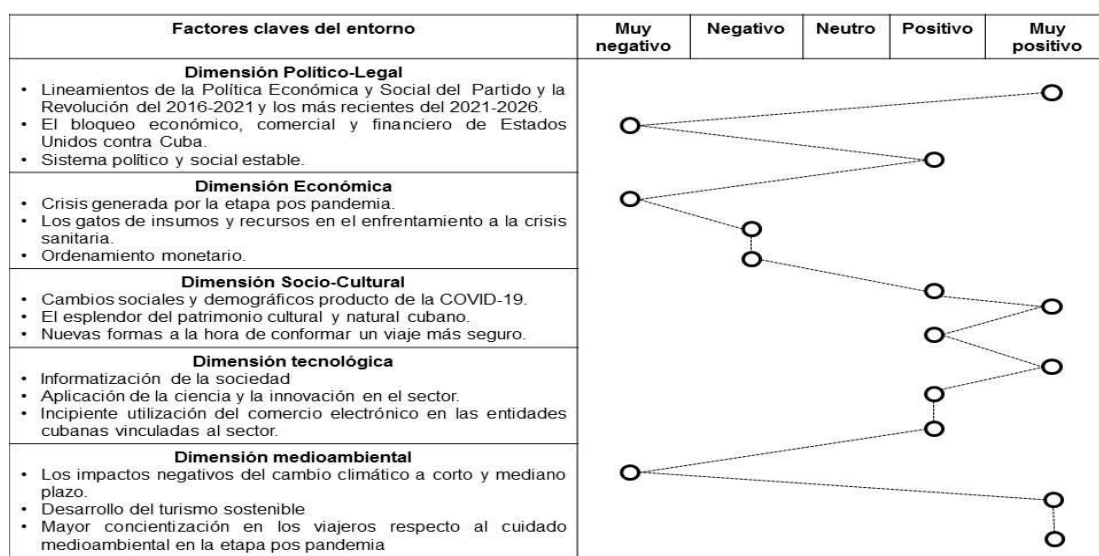 Factores claves del entorno
Muy negativo
Negativo
Neutro
Positivo
Muy positivo
Dimensión Político-Legal
• Lineamientos de la Política Económica y Social del Partido y la
Revolución del 2016-2021 y los más recientes del 2021-2026.
• El bloqueo económico, comercial y financiero de Estados
Unidos contra Cuba.
• Sistema político y social estable.
Dimensión Económica
• Crisis generada por la etapa pos pandemia.
• Los gatos de insumos y recursos en el enfrentamiento a la crisis
sanitaria.
• Ordenamiento monetario.
Dimensión Socio-Cultural
• Cambios sociales y demográficos producto de la COVID-19.
• El esplendor del patrimonio cultural y natural cubano.
• Nuevas formas a la hora de conformar un viaje más seguro.
Dimensión tecnológica
• Informatización de la sociedad
• Aplicación de la ciencia y la innovación en el sector.
• Incipiente utilización del comercio electrónico en las entidades
cubanas vinculadas al sector.
Dimensión medioambiental
• Los impactos negativos del cambio climático a corto y mediano
plazo.
• Desarrollo del turismo sostenible
• Mayor concientización en los viajeros respecto al cuidado
medioambiental en la etapa pos pandemia